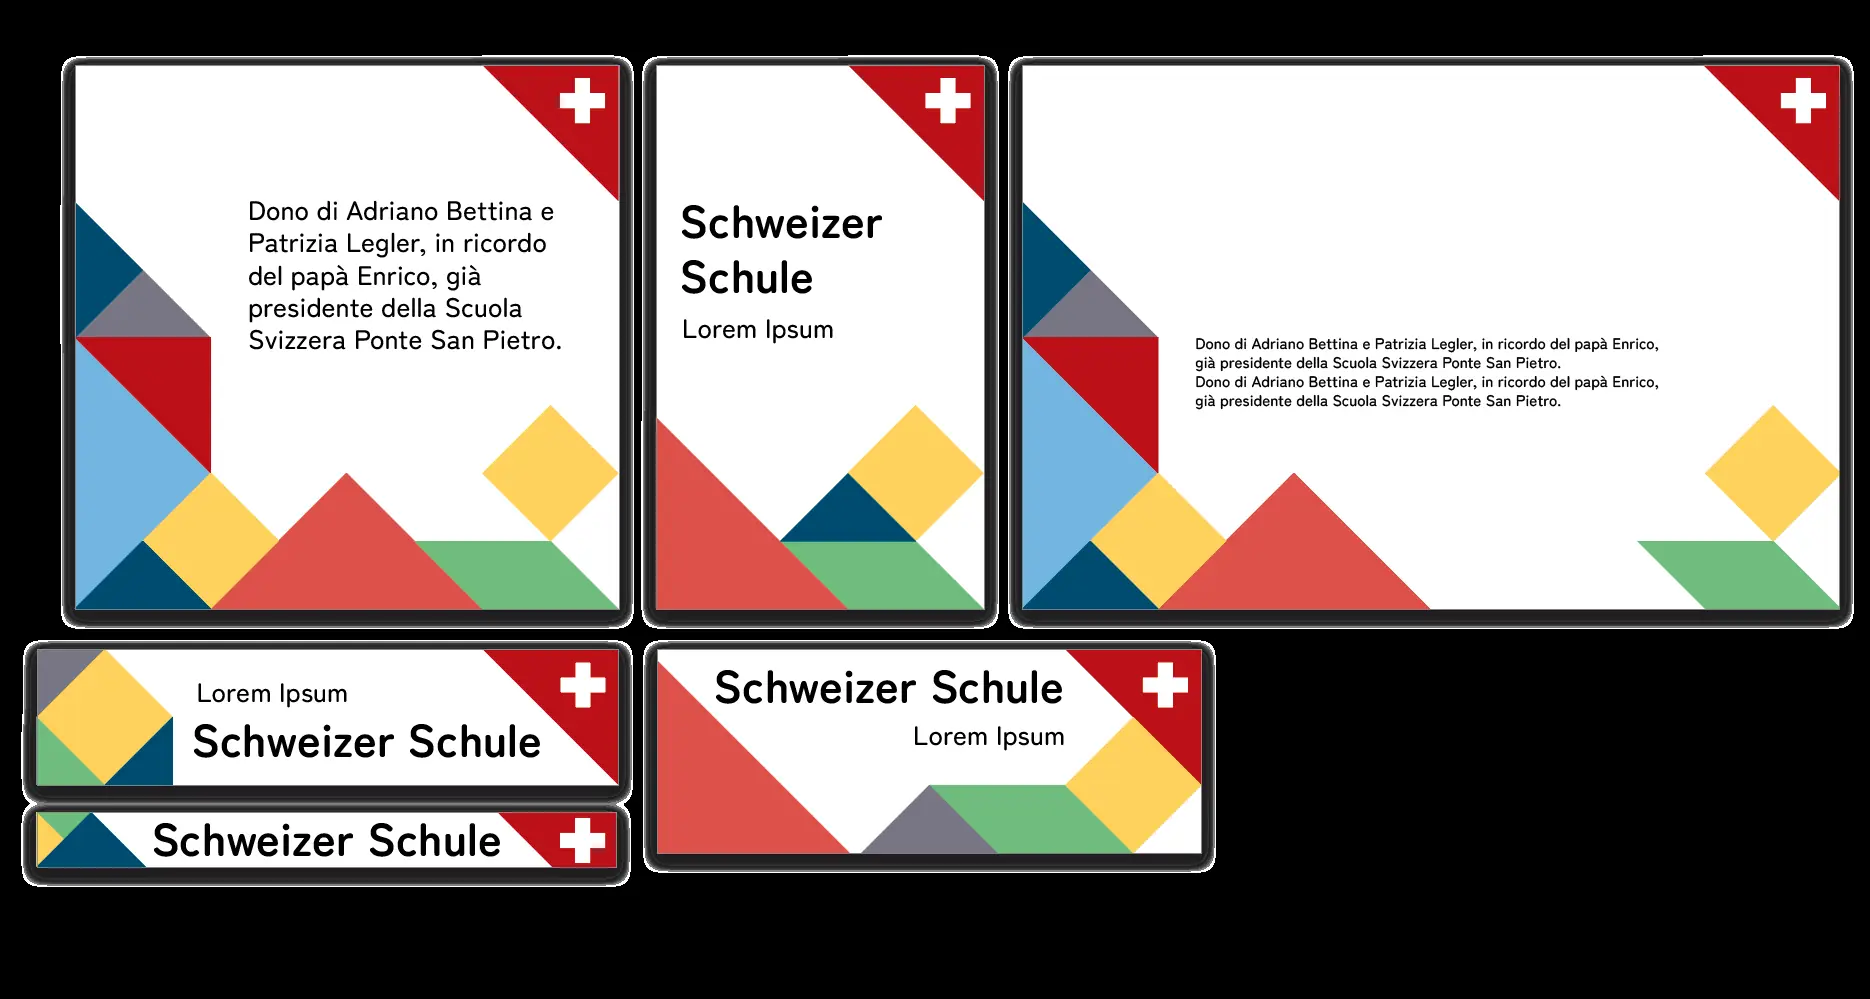 Dono di Adriano Bettina e
Patrizia Legler, in ricordo
del papà Enrico, già
presidente della Scuola
Svizzera Ponte San Pietro.
Schweizer
Schule
Lorem Ipsum
Dono di Adriano Bettina e Patrizia Legler, in ricordo del papà Enrico,
già presidente della Scuola Svizzera Ponte San Pietro.
Dono di Adriano Bettina e Patrizia Legler, in ricordo del papà Enrico,
già presidente della Scuola Svizzera Ponte San Pietro.
Lorem Ipsum
Schweizer Schule
Schweizer Schule
Schweizer Schule
Lorem Ipsum